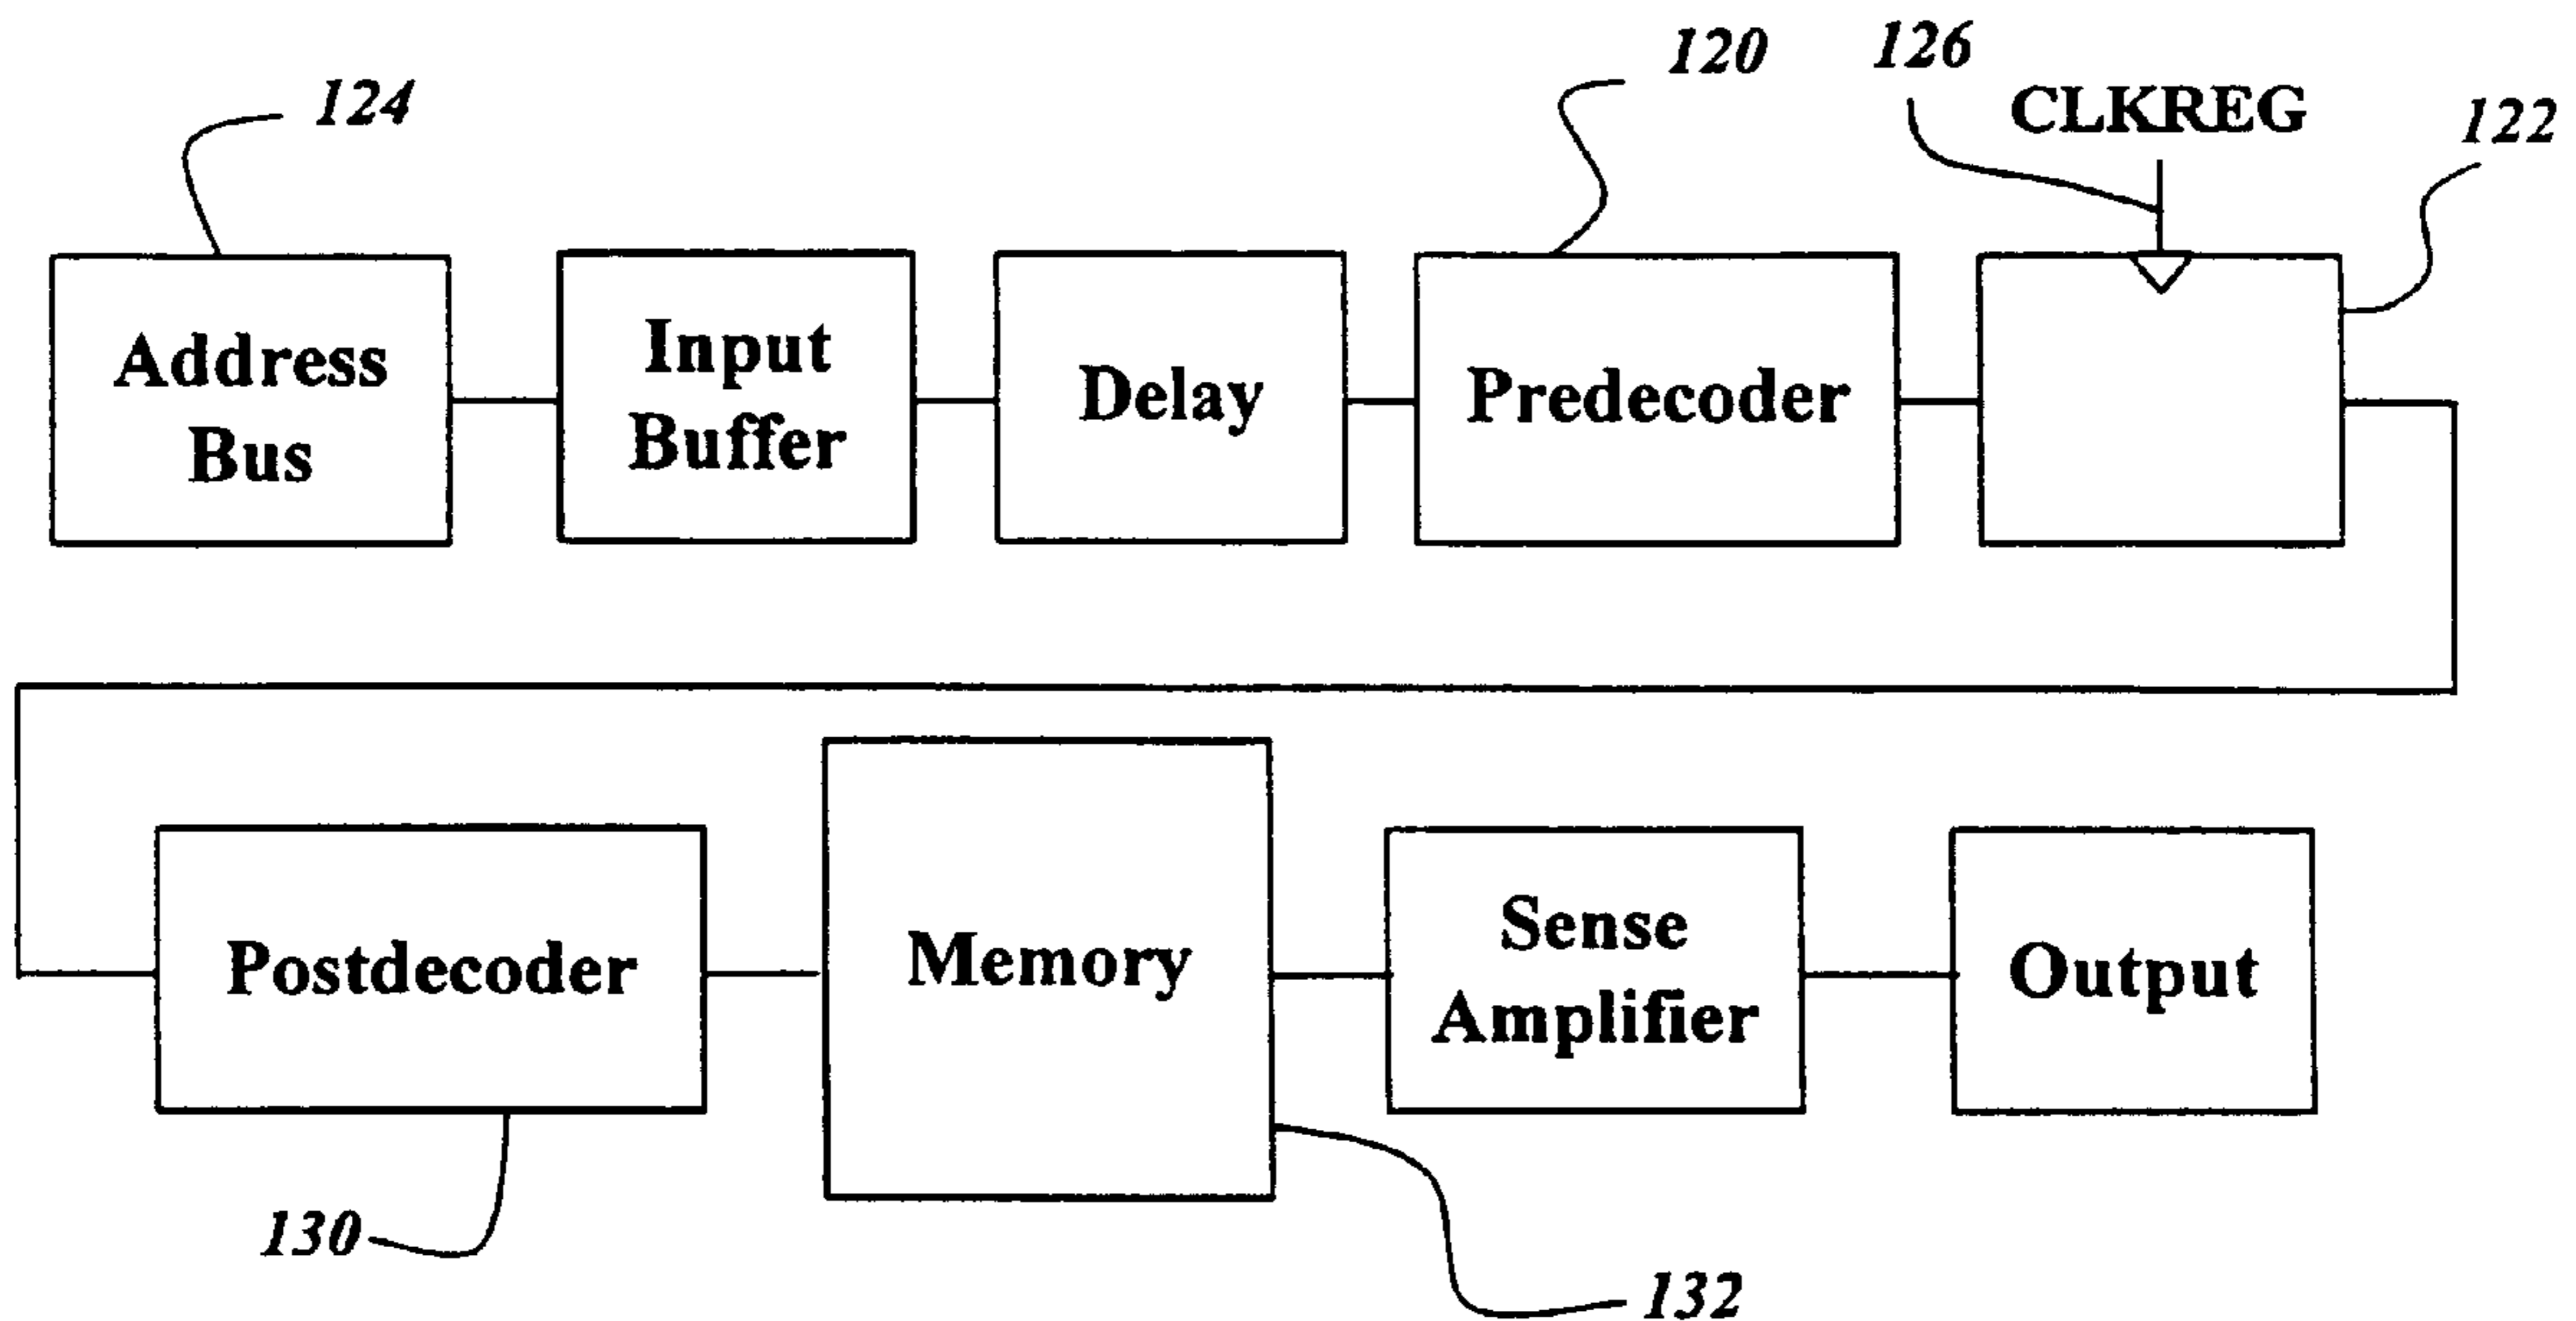 124
120
126
CLKREG
122
Address
Bus
Input
Buffer
Delay
Predecoder
Postdecoder
Memory
Sense
Amplifier
Output
130
132